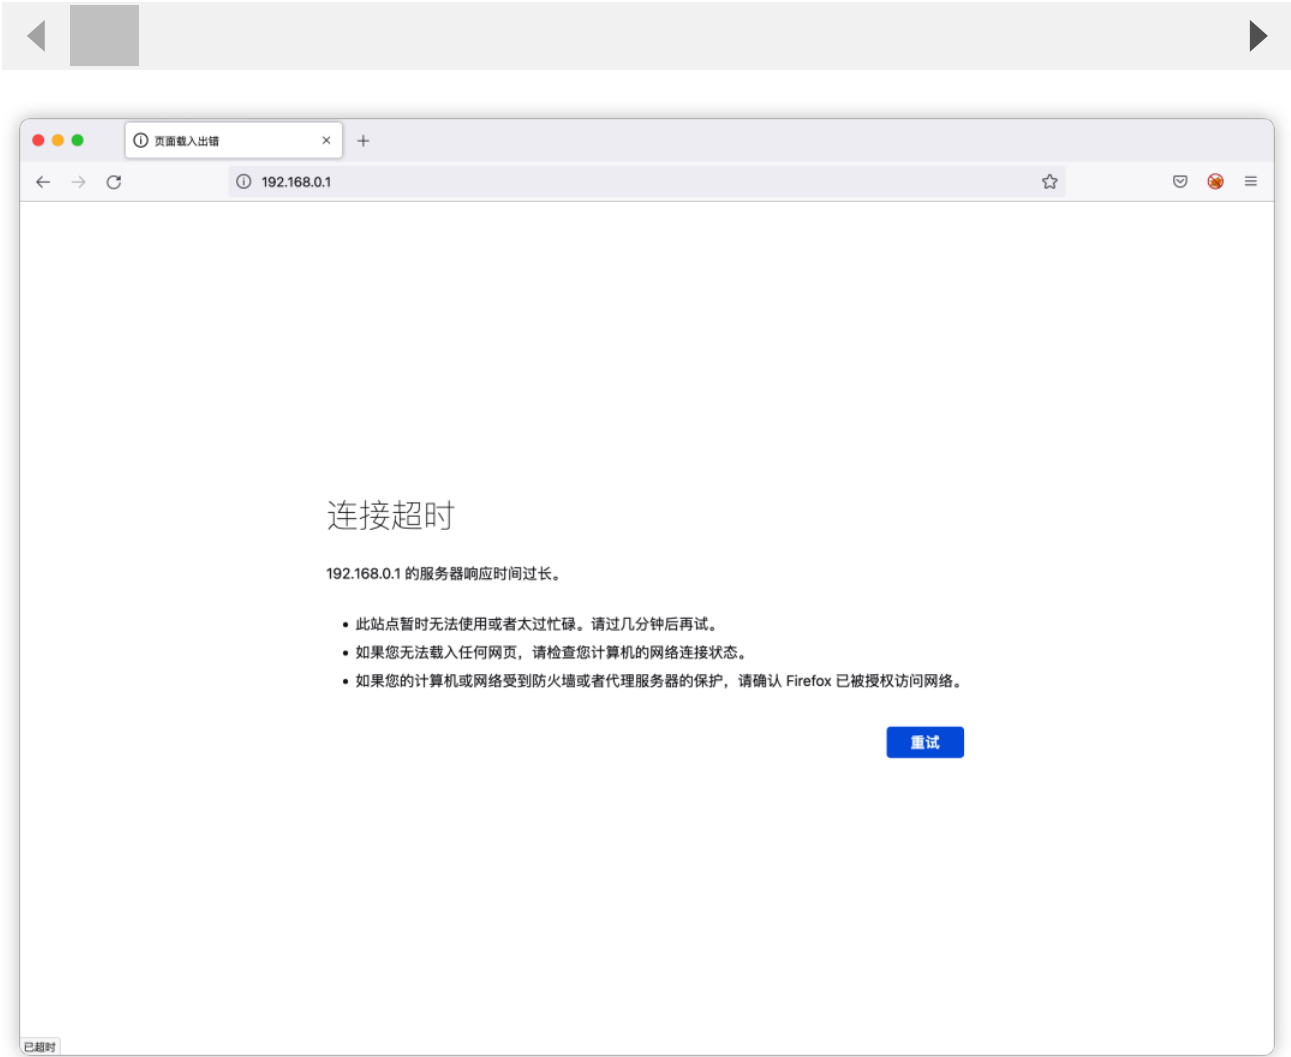 页面载入出错
192.168.0.1
连接超时
192.168.0.1 的服务器响应时间过长。
此站点暂时无法使用或者太过忙碌。请过几分钟后再试。
如果您无法载入任何网页，请检查您计算机的网络连接状态。
如果您的计算机或网络受到防火墙或者代理服务器的保护，请确认 Firefox 已被授权访问网络。
重试
已超时